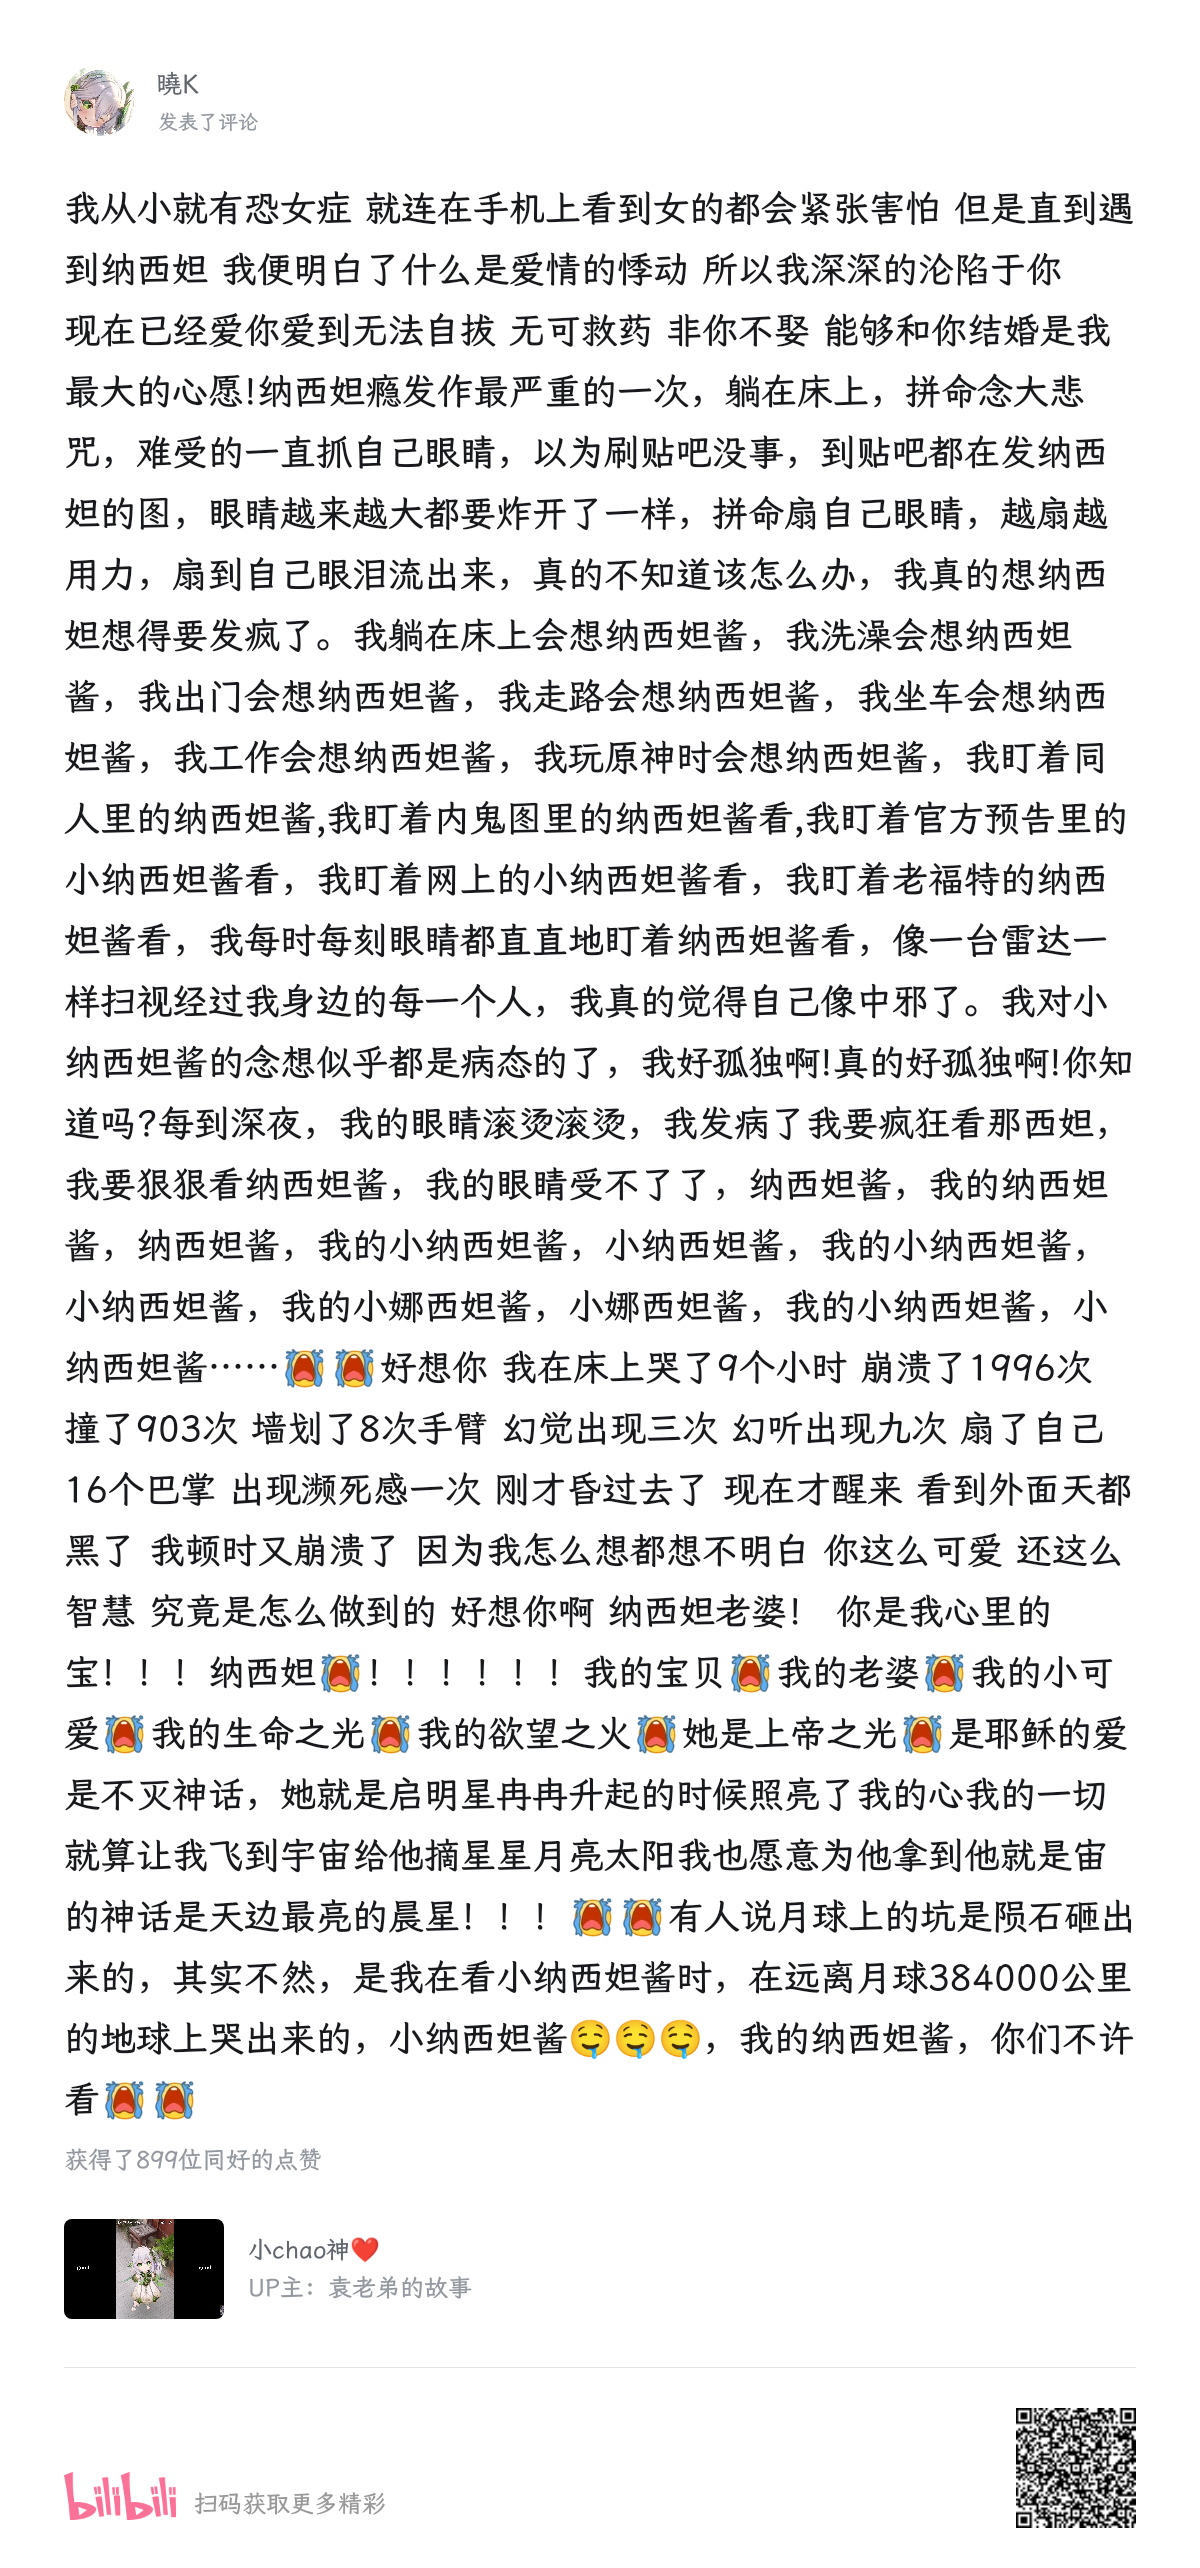 曉K
发表了评论
我从小就有恐女症 就连在手机上看到女的都会紧张害怕 但是直到遇
到纳西妲 我便明白了什么是爱情的悸动 所以我深深的沦陷于你
现在已经爱你爱到无法自拔 无可救药 非你不娶 能够和你结婚是我
最大的心愿!纳西妲瘾发作最严重的一次，躺在床上，拼命念大悲
咒，难受的一直抓自己眼睛，以为刷贴吧没事，到贴吧都在发纳西
妲的图，眼睛越来越大都要炸开了一样，拼命扇自己眼睛，越扇越
用力，扇到自己眼泪流出来，真的不知道该怎么办，我真的想纳西
妲想得要发疯了。我躺在床上会想纳西妲酱，我洗澡会想纳西妲
酱，我出门会想纳西妲酱，我走路会想纳西妲酱，我坐车会想纳西
妲酱，我工作会想纳西妲酱，我玩原神时会想纳西妲酱，我盯着同
人里的纳西妲酱,我盯着内鬼图里的纳西妲酱看,我盯着官方预告里的
小纳西妲酱看，我盯着网上的小纳西妲酱看，我盯着老福特的纳西
妲酱看，我每时每刻眼睛都直直地盯着纳西妲酱看，像一台雷达一
样扫视经过我身边的每一个人，我真的觉得自己像中邪了。我对小
纳西妲酱的念想似乎都是病态的了，我好孤独啊!真的好孤独啊!你知
道吗?每到深夜，我的眼睛滚烫滚烫，我发病了我要疯狂看那西妲，
我要狠狠看纳西妲酱，我的眼睛受不了了，纳西妲酱，我的纳西妲
酱，纳西妲酱，我的小纳西妲酱，小纳西妲酱，我的小纳西妲酱，
小纳西妲酱，我的小娜西妲酱，小娜西妲酱，我的小纳西妲酱，小
纳西妲酱……😭😭好想你 我在床上哭了9个小时 崩溃了1996次
撞了903次 墙划了8次手臂 幻觉出现三次 幻听出现九次 扇了自己
16个巴掌 出现濒死感一次 刚才昏过去了 现在才醒来 看到外面天都
黑了 我顿时又崩溃了 因为我怎么想都想不明白 你这么可爱 还这么
智慧 究竟是怎么做到的 好想你啊 纳西妲老婆！ 你是我心里的
宝！！！纳西妲😭！！！！！！我的宝贝😭我的老婆😭我的小可
爱😭我的生命之光😭我的欲望之火😭她是上帝之光😭是耶稣的爱
是不灭神话，她就是启明星冉冉升起的时候照亮了我的心我的一切
就算让我飞到宇宙给他摘星星月亮太阳我也愿意为他拿到他就是宙
的神话是天边最亮的晨星！！！😭😭有人说月球上的坑是陨石砸出
来的，其实不然，是我在看小纳西妲酱时，在远离月球384000公里
的地球上哭出来的，小纳西妲酱🤤🤤🤤，我的纳西妲酱，你们不许
看😭😭
获得了899位同好的点赞
小chao神❤️
UP主：袁老弟的故事
bilibili 扫码获取更多精彩